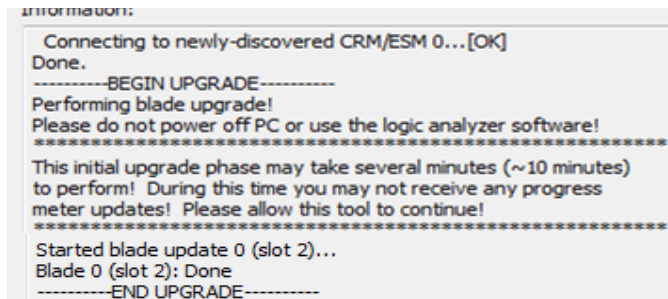 Information:
Connecting to newly-discovered CRM/ESM 0...[OK]
Done.
----------BEGIN UPGRADE----------
Performing blade upgrade!
Please do not power off PC or use the logic analyzer software!
************************************************************
This initial upgrade phase may take several minutes (~10 minutes)
to perform! During this time you may not receive any progress
meter updates! Please allow this tool to continue!
************************************************************
Started blade update 0 (slot 2)...
Blade 0 (slot 2): Done
----------END UPGRADE----------